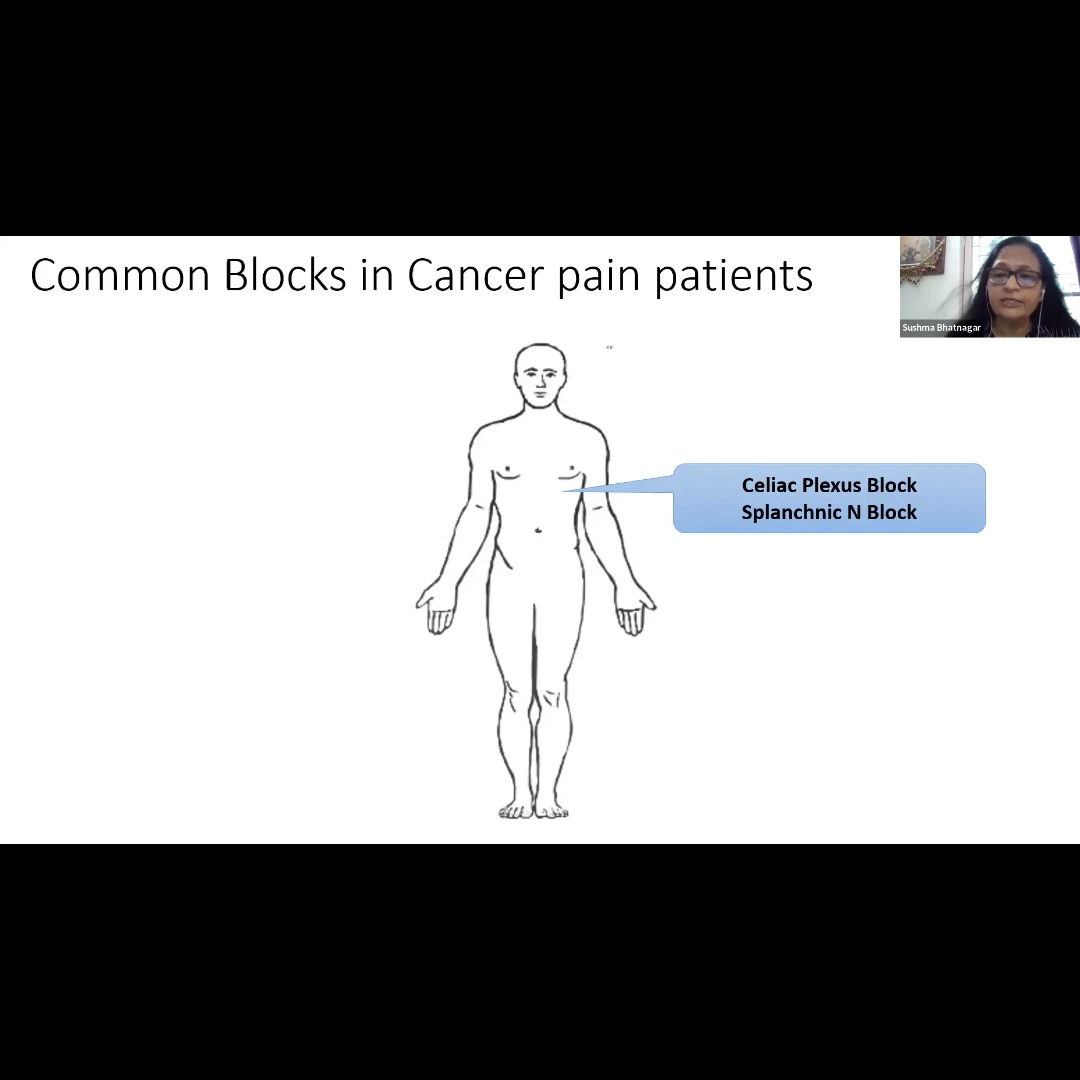 Common Blocks in Cancer pain patients
Sushma Bhatnagar
Celiac Plexus Block
Splanchnic N Block